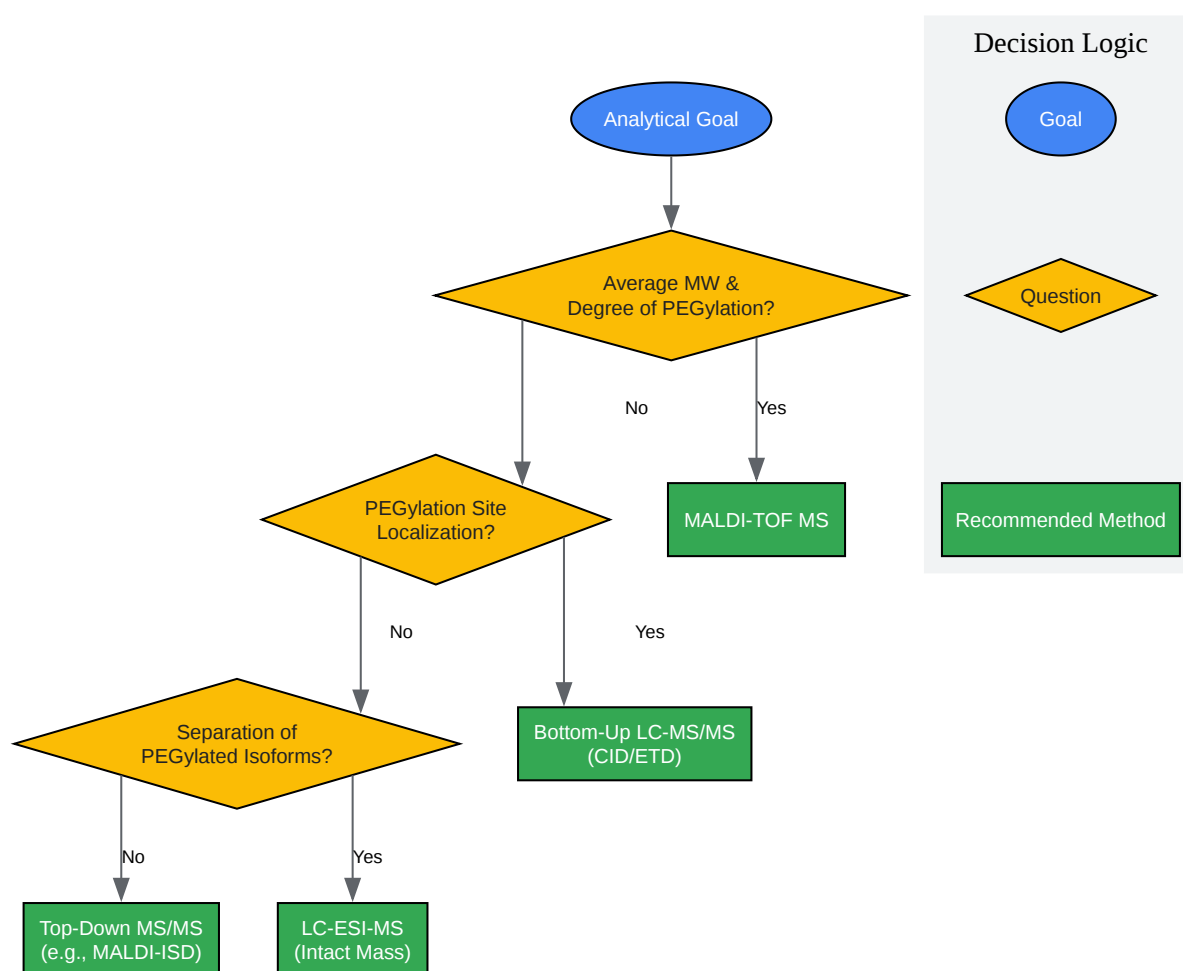 Decision Logic
Analytical Goal
Goal
Average MW &
Degree of PEGylation?
Question
No
Yes
PEGylation Site
Localization?
MALDI-TOF MS
Recommended Method
No
Yes
Separation of
PEGylated Isoforms?
Bottom-Up LC-MS/MS
(CID/ETD)
No
Yes
Top-Down MS/MS
(e.g., MALDI-ISD)
LC-ESI-MS
(Intact Mass)